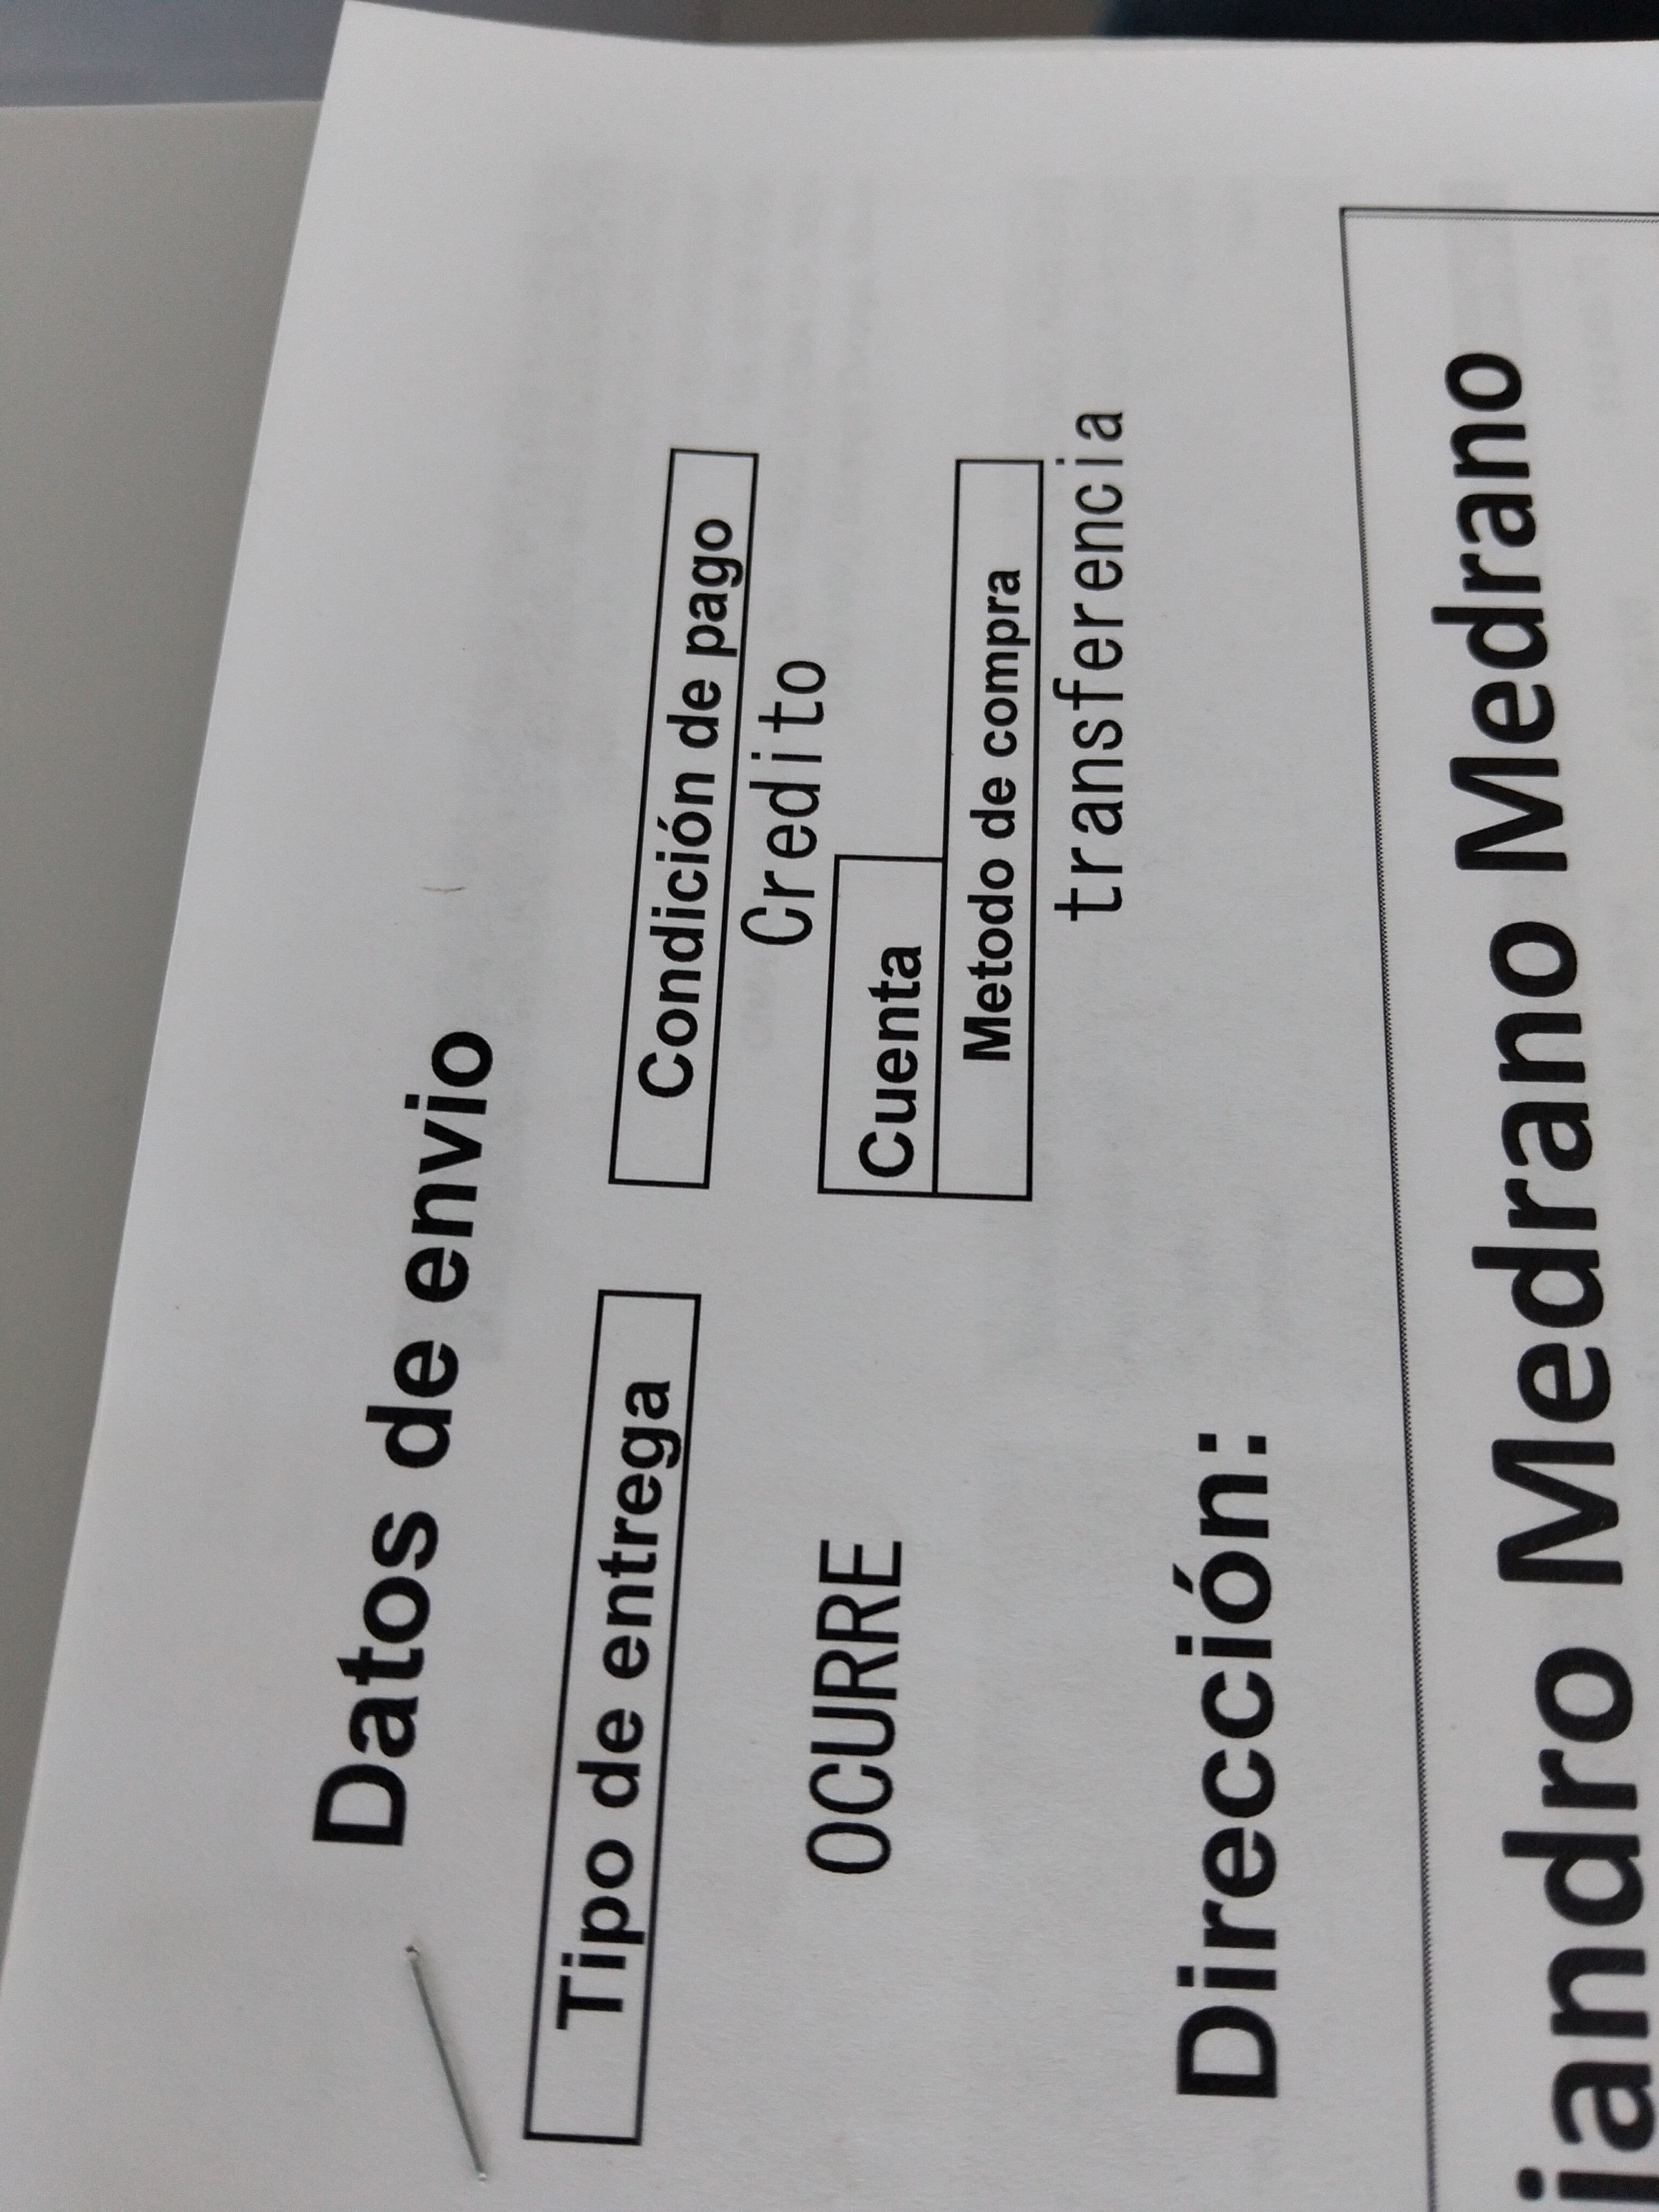 Datos de envio
Tipo de entrega
Condición de pago
Credito
OCURRE
Cuenta
Metodo de compra
transferencia
Dirección:
Medrano Medrano